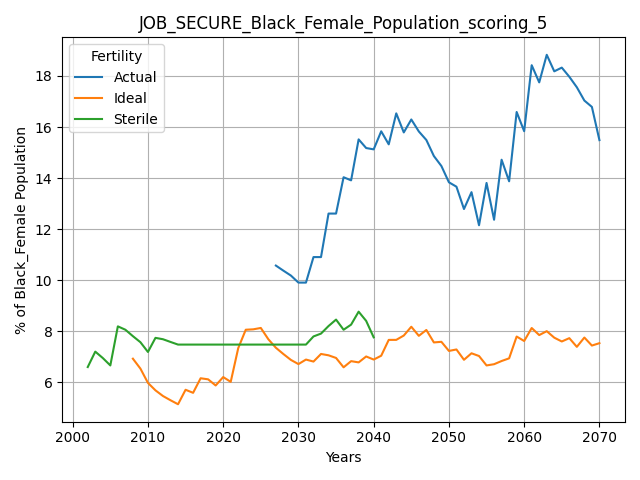 JOB_SECURE_Black_Female_Population_scoring_5
Fertility
Actual
Ideal
Sterile
% of Black_Female Population
18
16
14
12
10
8
6
2000 2010 2020 2030 2040 2050 2060 2070
Years